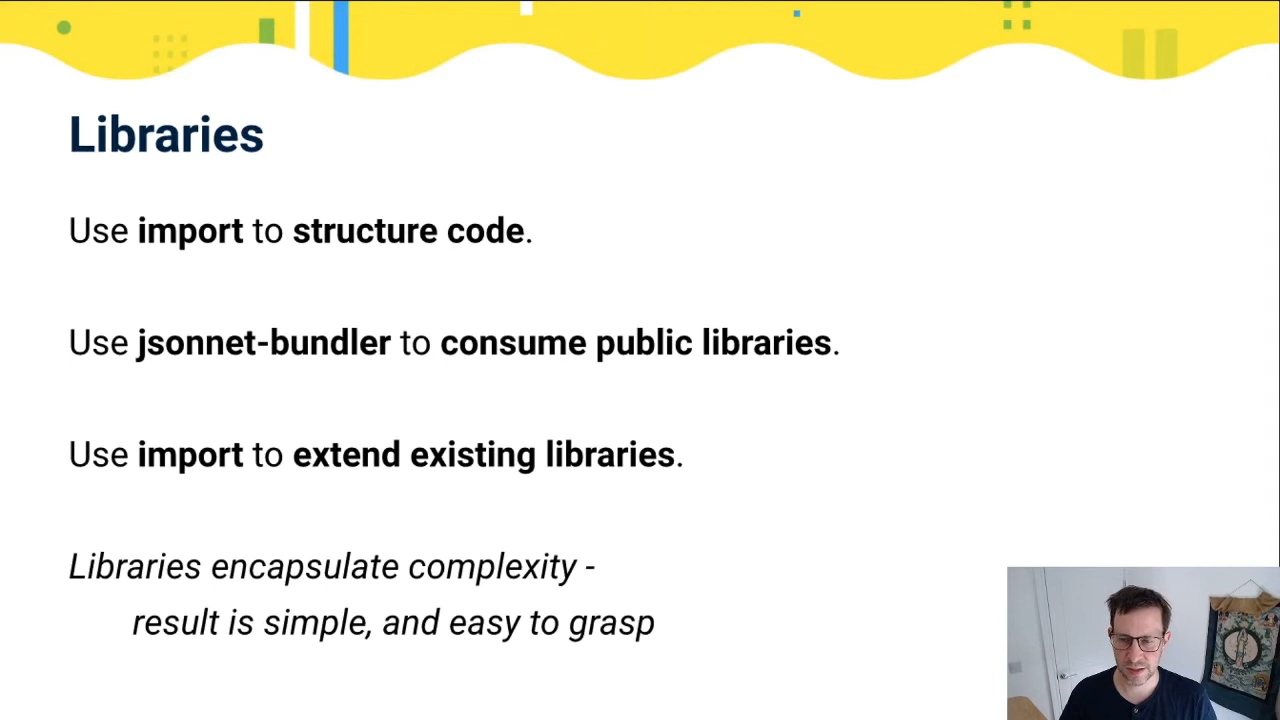 Libraries
Use import to structure code.
Use jsonnet-bundler to consume public libraries.
Use import to extend existing libraries.
Libraries encapsulate complexity -
result is simple, and easy to grasp